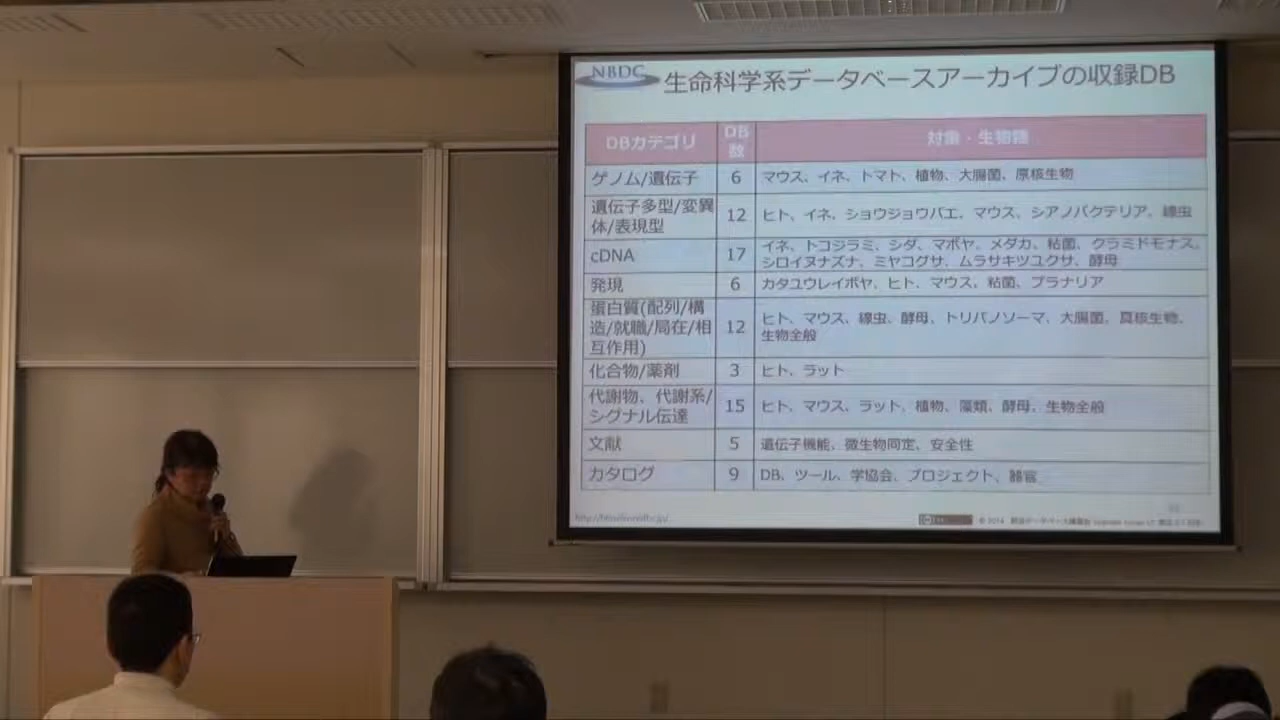 NBDC
生命科学系データベースアーカイブの収録DB
DBカテゴリ
DB
数
対象・生物種
ゲノム/遺伝子
6
マウス、イネ、トマト、植物、大腸菌、原核生物
遺伝子多型/変異
体/表現型
12
ヒト、イネ、ショウジョウバエ、マウス、シアノバクテリア、線虫
cDNA
17
イネ、トコジラミ、シダ、マボヤ、メダカ、粘菌、クラミドモナス、
シロイヌナズナ、ミヤコグサ、ムラサキツユクサ、酵母
発現
6
カタユウレイボヤ、ヒト、マウス、粘菌、プラナリア
蛋白質(配列/構
造/就職/局在/相
互作用)
12
ヒト、マウス、線虫、酵母、トリパノソーマ、大腸菌、真核生物、
生物全般
化合物/薬剤
3
ヒト、ラット
代謝物、代謝系/
シグナル伝達
15
ヒト、マウス、ラット、植物、藻類、酵母、生物全般
文献
5
遺伝子機能、微生物同定、安全性
カタログ
9
DB、ツール、学協会、プロジェクト、臓官
© 2014